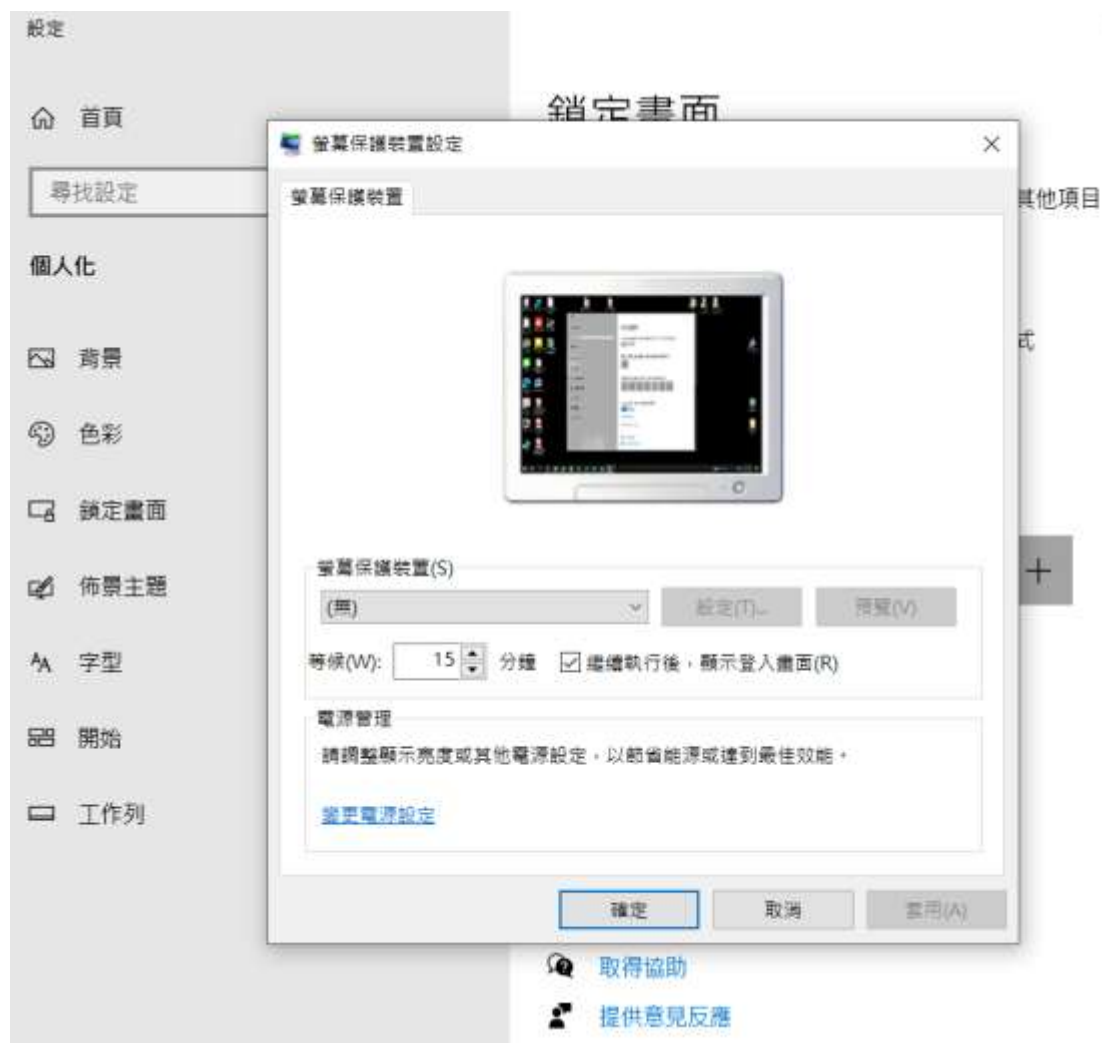 設定
首頁
尋找設定
個人化
背景
色彩
鎖定畫面
佈景主題
字型
開始
工作列
鎖定畫面
其他項目
式
螢幕保護裝置設定
螢幕保護裝置
螢幕保護裝置(S)
(無)
設定(T)...
預覽(V)
等候(W): 15 分鐘 繼續執行後，顯示登入畫面(R)
電源管理
請調整顯示亮度或其他電源設定，以節省能源或達到最佳效能。
變更電源設定
確定 取消 套用(A)
取得協助
提供意見反應